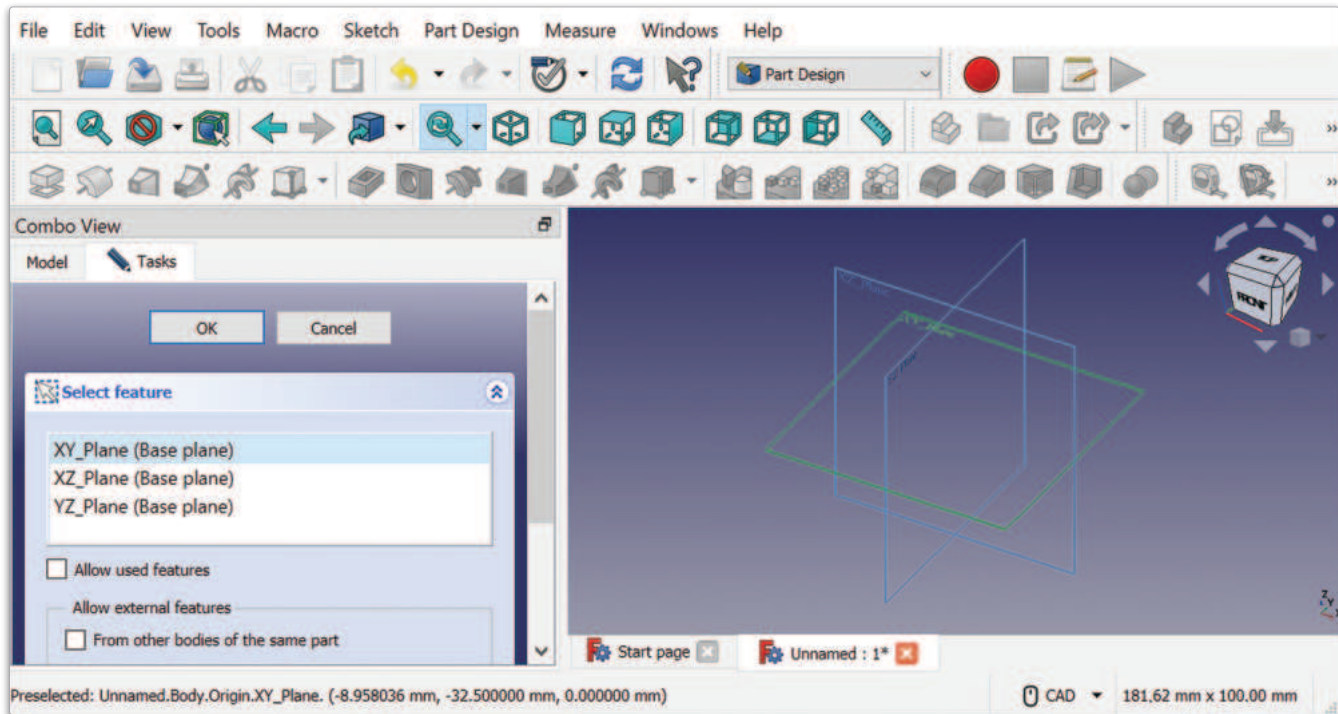 File Edit View Tools Macro Sketch Part Design Measure Windows Help
Part Design
Combo View
Model Tasks
OK Cancel
Select feature
XY_Plane (Base plane)
XZ_Plane (Base plane)
YZ_Plane (Base plane)
Allow used features
Allow external features
From other bodies of the same part
FRONT
Z
Y
Start page Unnamed : 1*
Preselected: Unnamed.Body.Origin.XY_Plane. (-8.958036 mm, -32.500000 mm, 0.000000 mm) CAD 181,62 mm x 100.00 mm